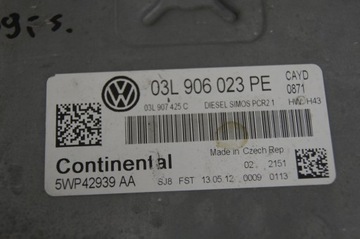 03L 906 023 PE CAYD
03L 907 425 C DIESEL SIMOS PCR2.1 0871
HW: H43
Made in Czech Rep.
Continental 02. 2151
5WP42939 AA SJ8 FST 13.05.12 0009 0113